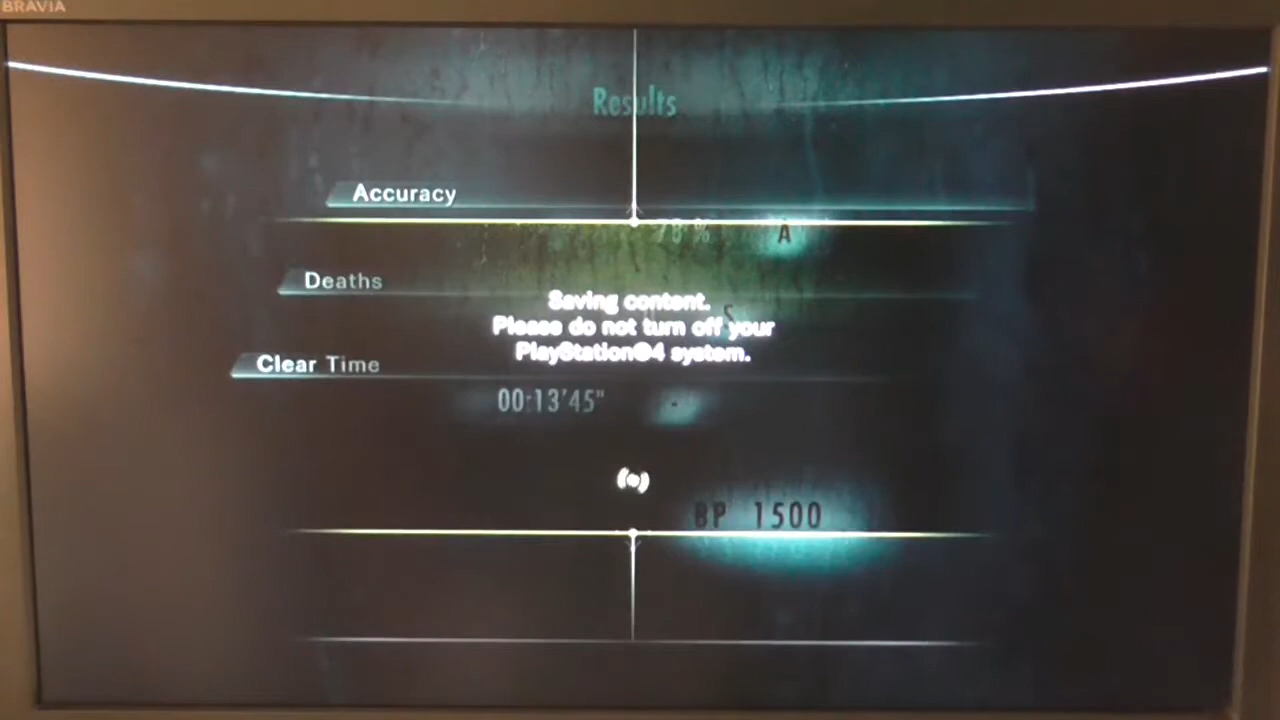 BRAVIA
Results
Accuracy
78 % A
Deaths
Saving content.
S
Please do not turn off your
PlayStation®4 system.
Clear Time
00:13'45"
BP 1500